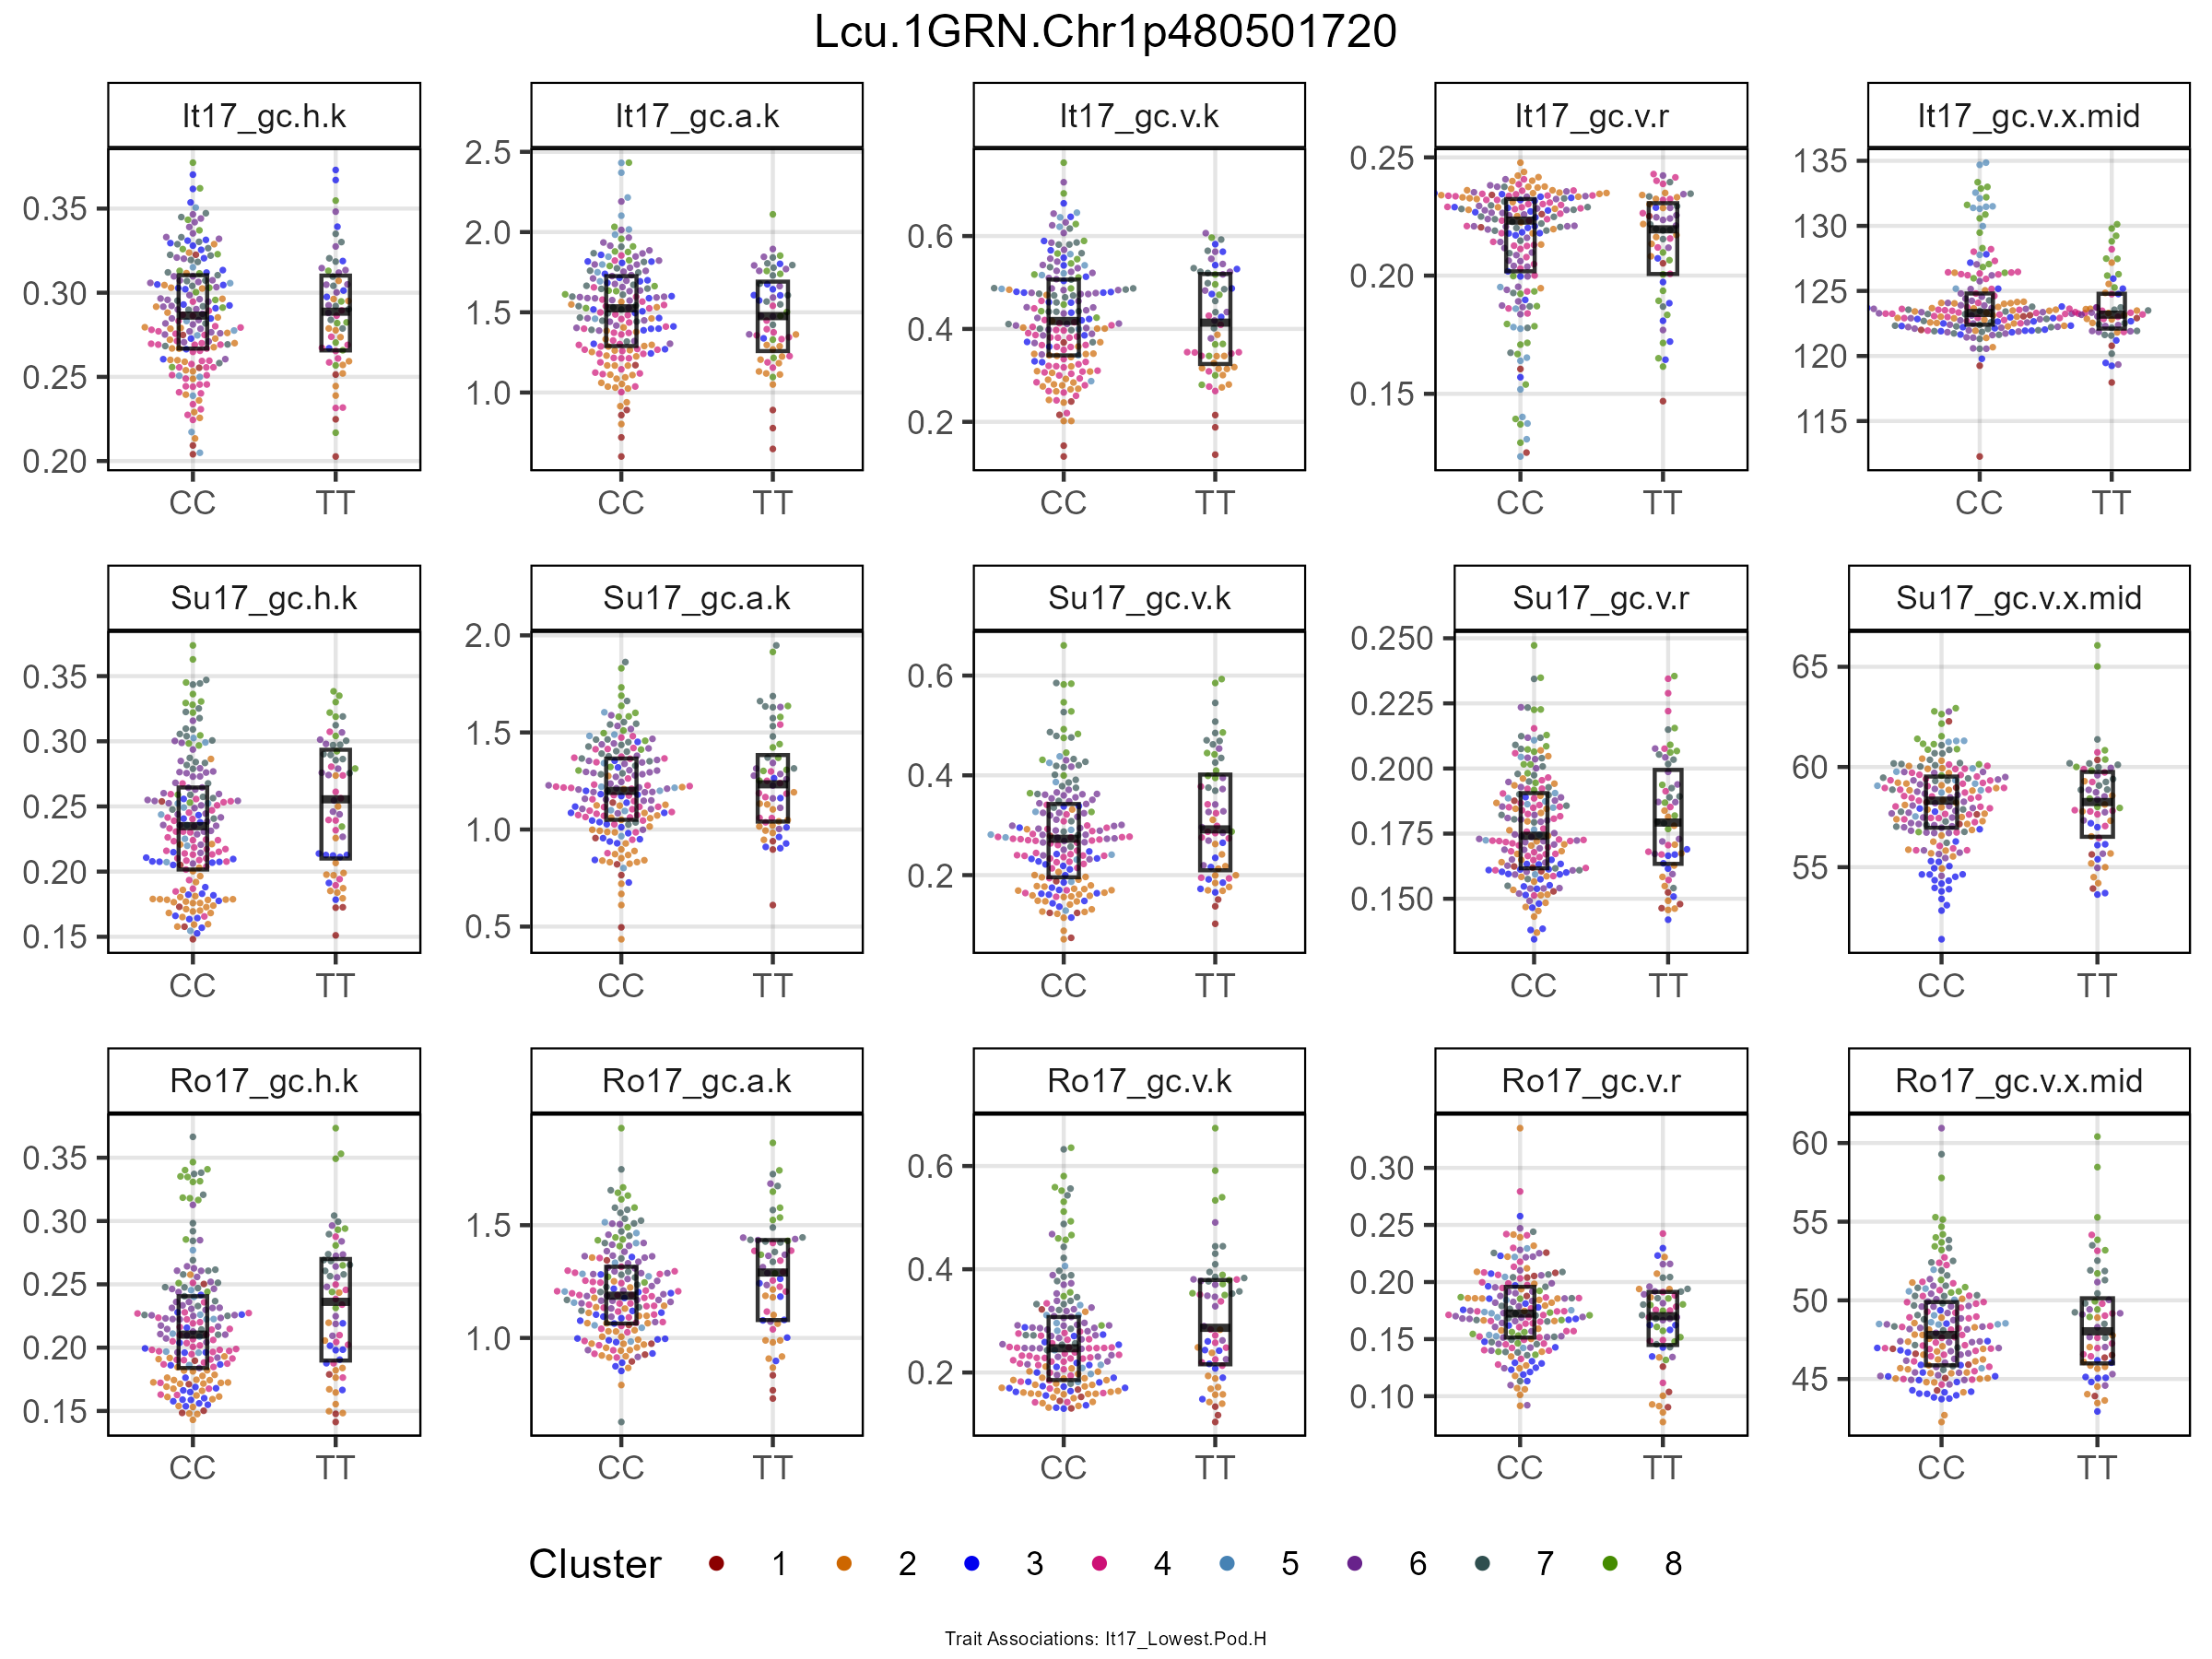 Lcu.1GRN.Chr1p480501720
It17_gc.h.k
It17_gc.a.k
It17_gc.v.k
It17_gc.v.r
It17_gc.v.x.mid
0.35
0.30
0.25
0.20
2.5
2.0
1.5
1.0
0.6
0.4
0.2
0.25
0.20
0.15
135
130
125
120
115
CC TT
CC TT
CC TT
CC TT
CC TT
Su17_gc.h.k
Su17_gc.a.k
Su17_gc.v.k
Su17_gc.v.r
Su17_gc.v.x.mid
0.35
0.30
0.25
0.20
0.15
2.0
1.5
1.0
0.5
0.6
0.4
0.2
0.250
0.225
0.200
0.175
0.150
65
60
55
CC TT
CC TT
CC TT
CC TT
CC TT
Ro17_gc.h.k
Ro17_gc.a.k
Ro17_gc.v.k
Ro17_gc.v.r
Ro17_gc.v.x.mid
0.35
0.30
0.25
0.20
0.15
1.5
1.0
0.6
0.4
0.2
0.30
0.25
0.20
0.15
0.10
60
55
50
45
CC TT
CC TT
CC TT
CC TT
CC TT
Cluster 1 2 3 4 5 6 7 8
Trait Associations: It17_Lowest.Pod.H